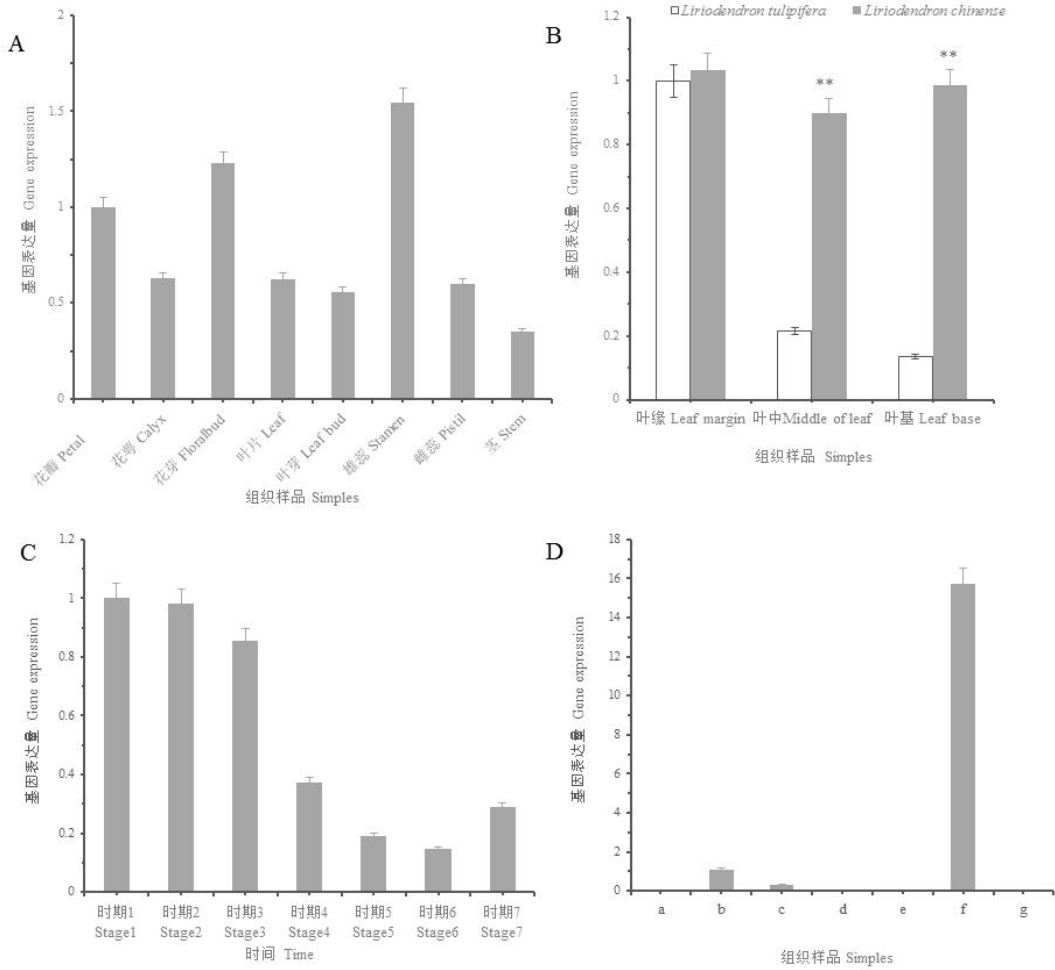 A
2
1.5
1
0.5
0
基因表达量 Gene expression
花瓣 Petal
花萼 Calyx
花芽 Floralbud
叶片 Leaf
叶芽 Leaf bud
雄蕊 Stamen
雌蕊 Pistil
茎 Stem
组织样品 Simples
B
Liriodendron tulipifera
Liriodendron chinense
1.2
1
0.8
0.6
0.4
0.2
0
基因表达量 Gene expression
**
**
叶缘 Leaf margin
叶中Middle of leaf
叶基 Leaf base
组织样品 Simples
C
1.2
1
0.8
0.6
0.4
0.2
0
基因表达量 Gene expression
时期1 时期2 时期3 时期4 时期5 时期6 时期7
Stage1 Stage2 Stage3 Stage4 Stage5 Stage6 Stage7
时间 Time
D
18
16
14
12
10
8
6
4
2
0
基因表达量 Gene expression
a b c d e f g
组织样品 Simples